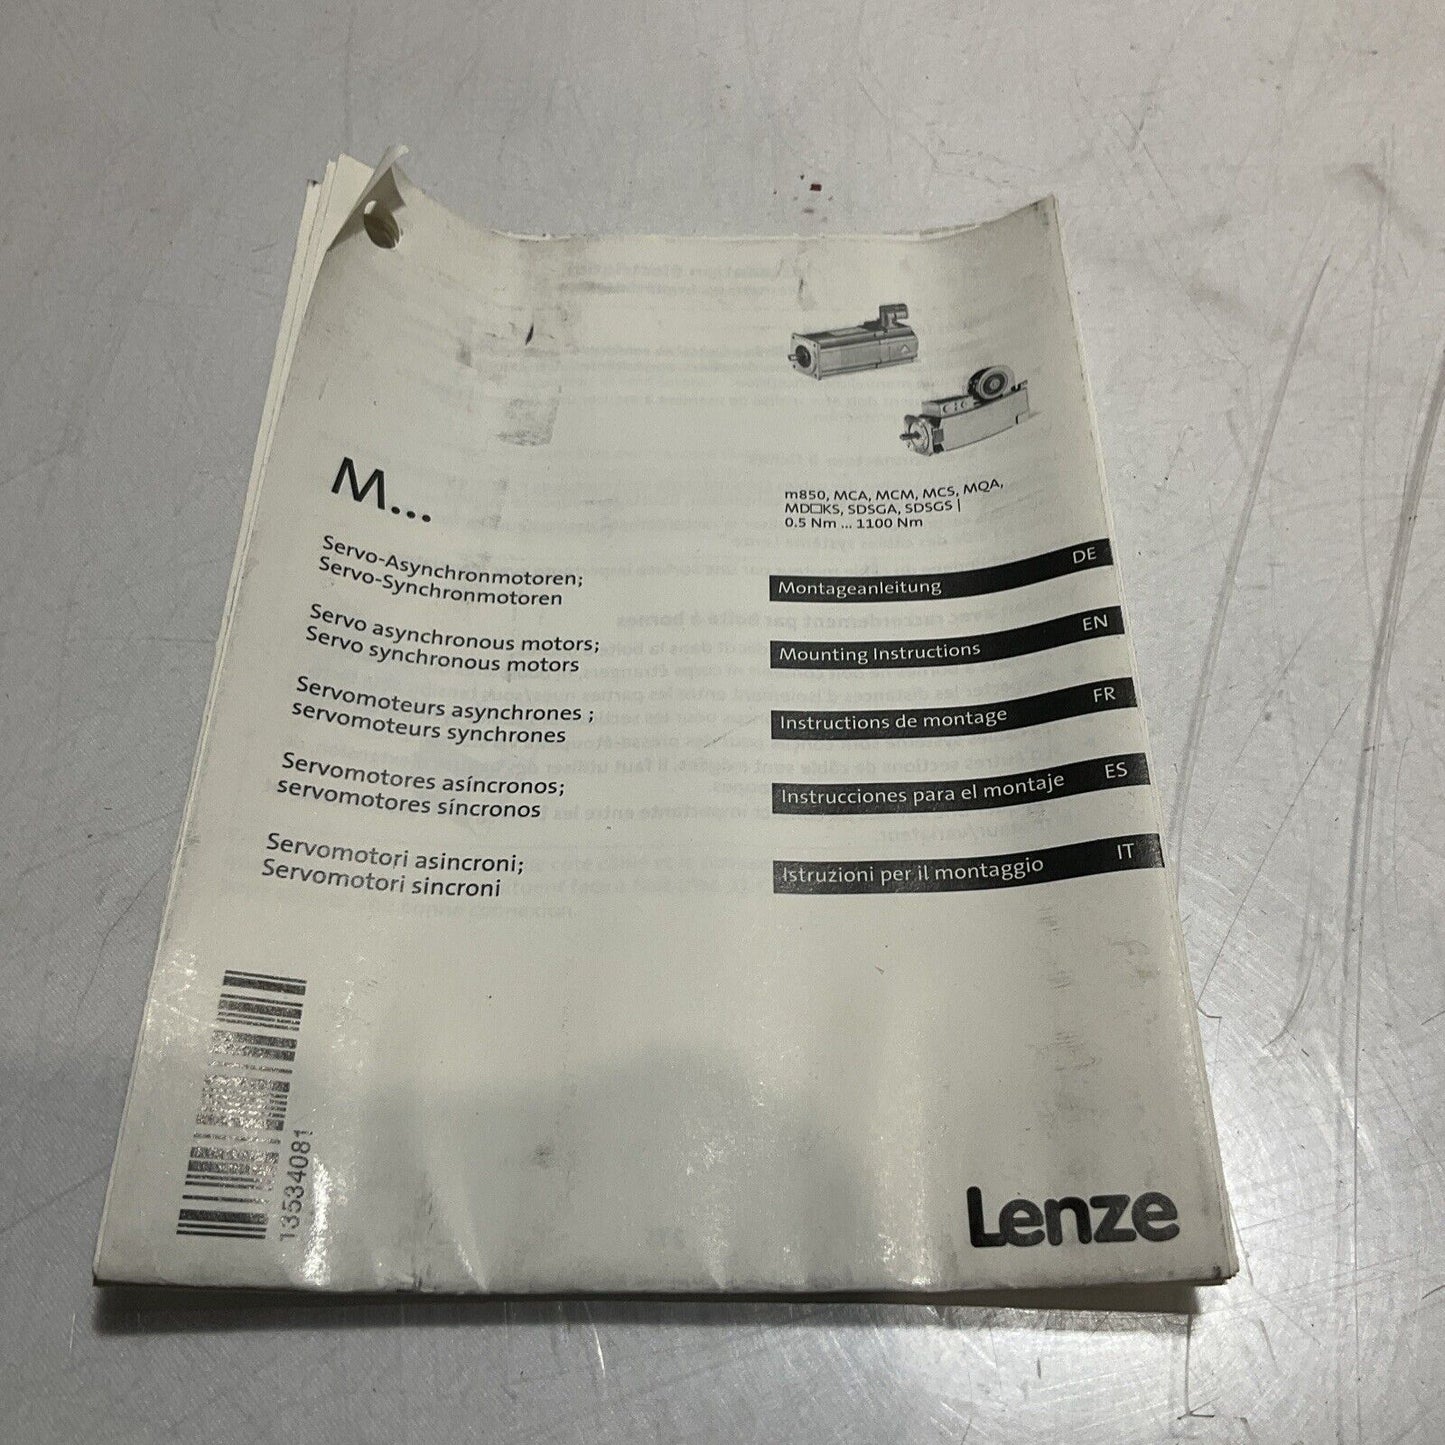 M...
m850, MCA, MCM, MCS, MQA,
MD□KS, SDSGA, SDSGS |
0.5 Nm ... 1100 Nm
Servo-Asynchronmotoren;
Servo-Synchronmotoren
Montageanleitung DE
Servo asynchronous motors;
Servo synchronous motors
Mounting Instructions EN
Servomoteurs asynchrones ;
servomoteurs synchrones
Instructions de montage FR
Servomotores asíncronos;
servomotores síncronos
Instrucciones para el montaje ES
Servomotori asincroni;
Servomotori sincroni
Istruzioni per il montaggio IT
13534081
Lenze